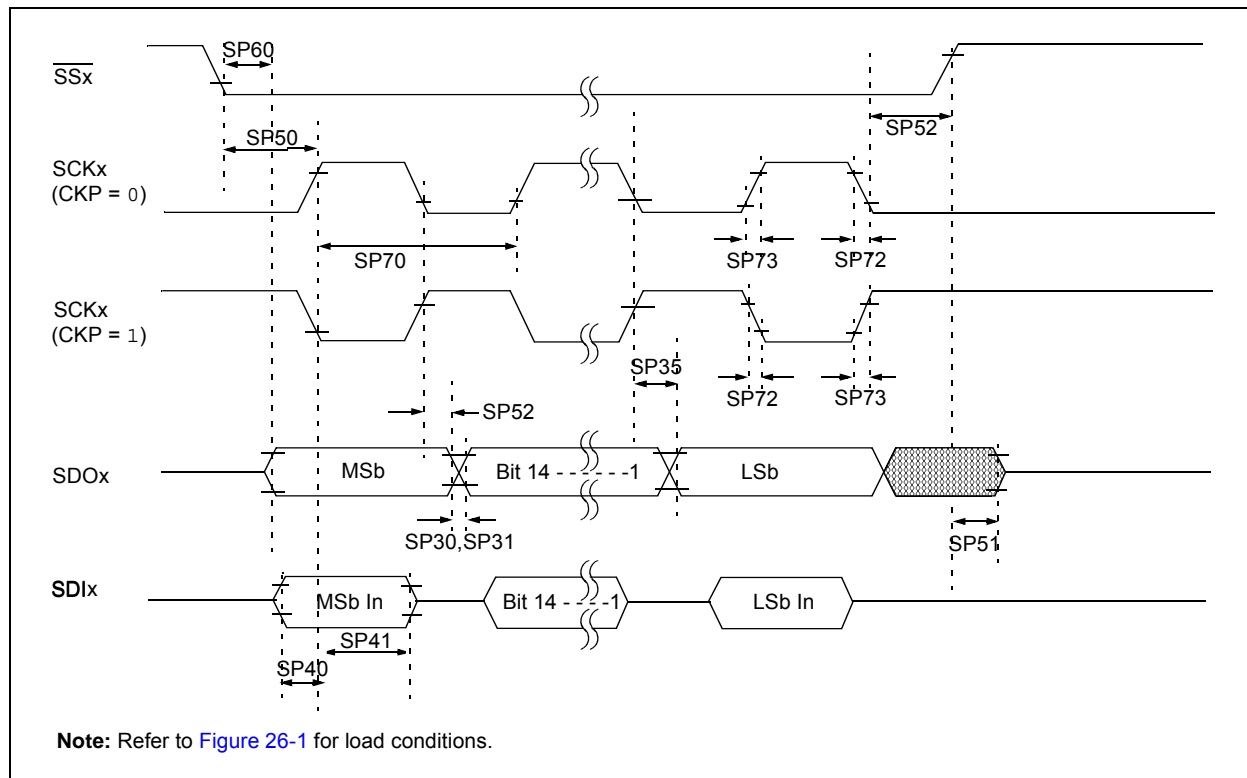 SP60
SSx
SP52
SP50
SCKx
(CKP = 0)
SP70
SP73
SP72
SCKx
(CKP = 1)
SP35
SP72
SP73
SP52
SDOx
MSb
Bit 14 - - - - - -1
LSb
SP30,SP31
SP51
SDIx
MSb In
Bit 14 - - - - -1
LSb In
SP41
SP40
Note: Refer to Figure 26-1 for load conditions.